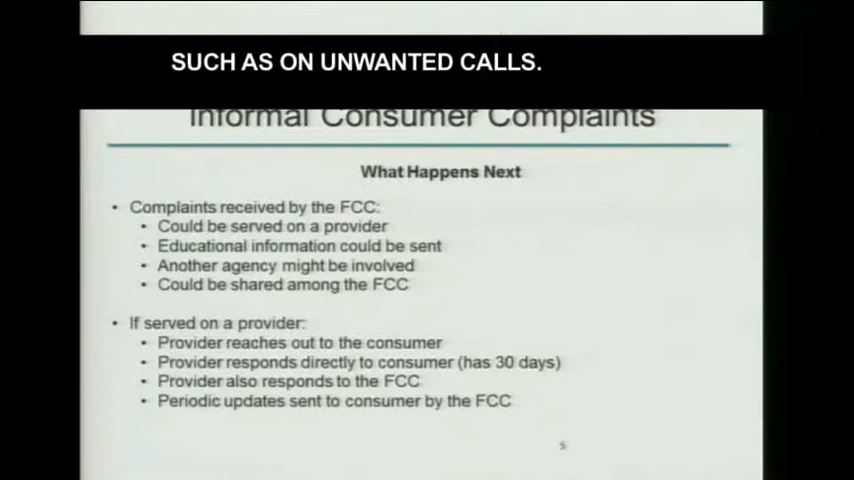 SUCH AS ON UNWANTED CALLS.
Informal Consumer Complaints
What Happens Next
• Complaints received by the FCC:
• Could be served on a provider
• Educational information could be sent
• Another agency might be involved
• Could be shared among the FCC
• If served on a provider:
• Provider reaches out to the consumer
• Provider responds directly to consumer (has 30 days)
• Provider also responds to the FCC
• Periodic updates sent to consumer by the FCC
5